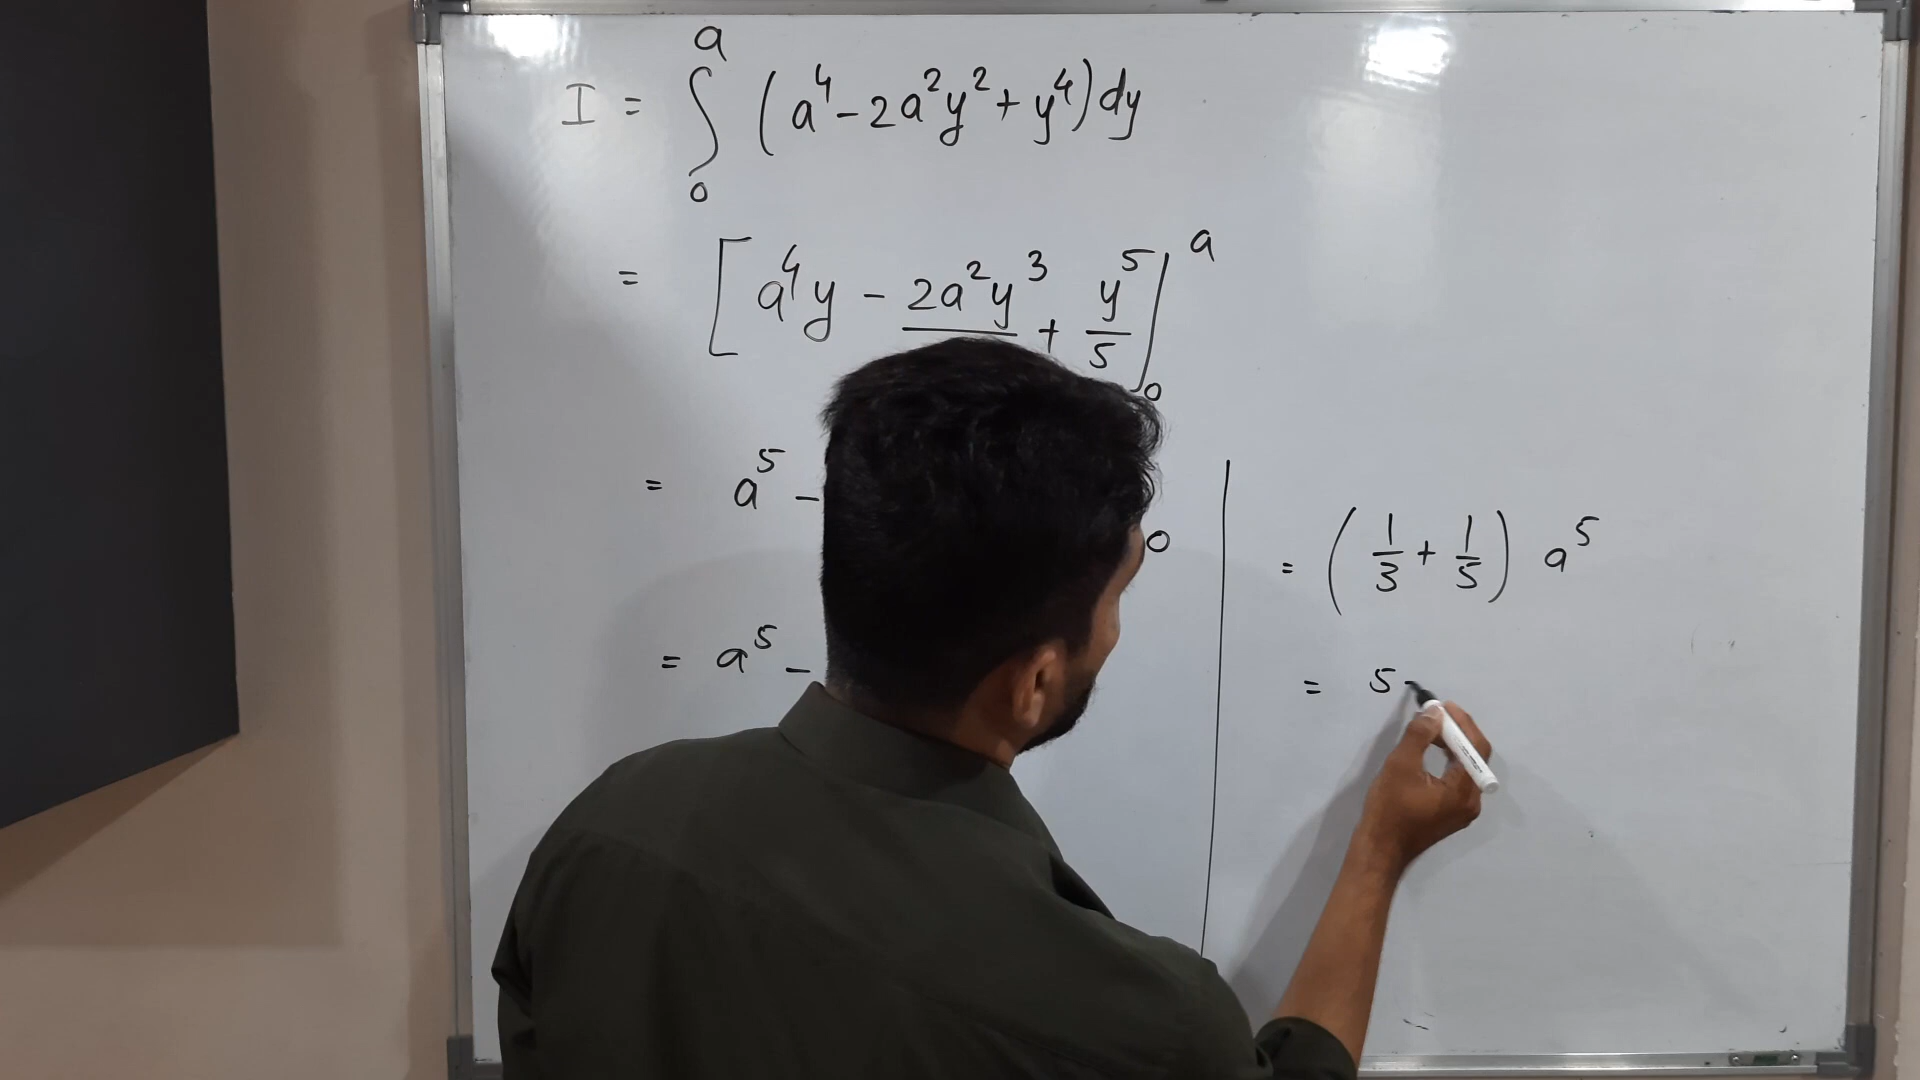 I = ∫₀ᵃ (a⁴ - 2a²y² + y⁴) dy
= [a⁴y - 2a²y³ + y⁵/5]₀ᵃ
= a⁵ -
0
= a⁵ -
= (1/3 + 1/5) a⁵
= 5